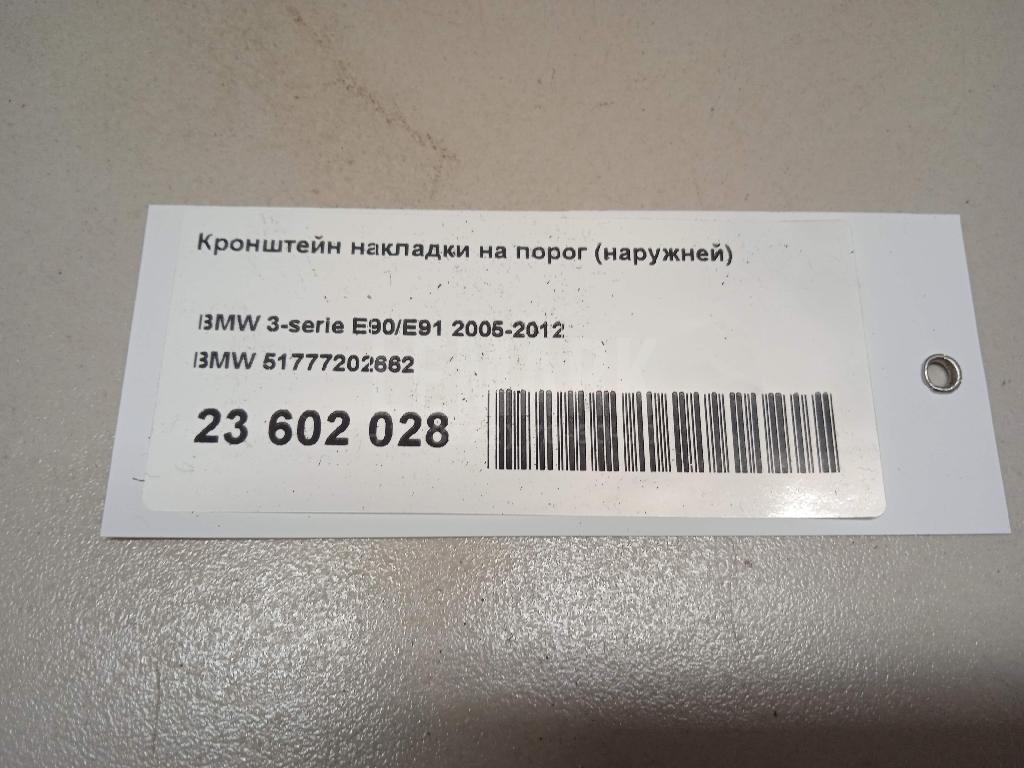 Кронштейн накладки на порог (наружней)
BMW 3-serie E90/E91 2005-2012
BMW 51777202662
23 602 028